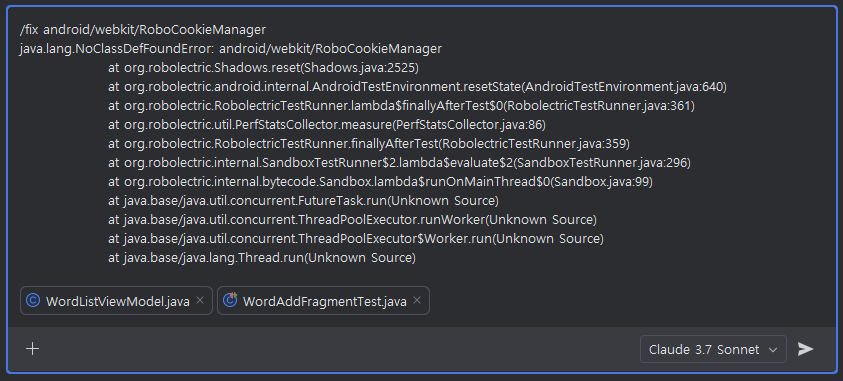 /fix android/webkit/RoboCookieManager
java.lang.NoClassDefFoundError: android/webkit/RoboCookieManager
at org.robolectric.Shadows.reset(Shadows.java:2525)
at org.robolectric.android.internal.AndroidTestEnvironment.resetState(AndroidTestEnvironment.java:640)
at org.robolectric.RobolectricTestRunner.lambda$finallyAfterTest$0(RobolectricTestRunner.java:361)
at org.robolectric.util.PerfStatsCollector.measure(PerfStatsCollector.java:86)
at org.robolectric.RobolectricTestRunner.finallyAfterTest(RobolectricTestRunner.java:359)
at org.robolectric.internal.SandboxTestRunner$2.lambda$evaluate$2(SandboxTestRunner.java:296)
at org.robolectric.internal.bytecode.Sandbox.lambda$runOnMainThread$0(Sandbox.java:99)
at java.base/java.util.concurrent.FutureTask.run(Unknown Source)
at java.base/java.util.concurrent.ThreadPoolExecutor.runWorker(Unknown Source)
at java.base/java.util.concurrent.ThreadPoolExecutor$Worker.run(Unknown Source)
at java.base/java.lang.Thread.run(Unknown Source)
WordListViewModel.java WordAddFragmentTest.java
Claude 3.7 Sonnet